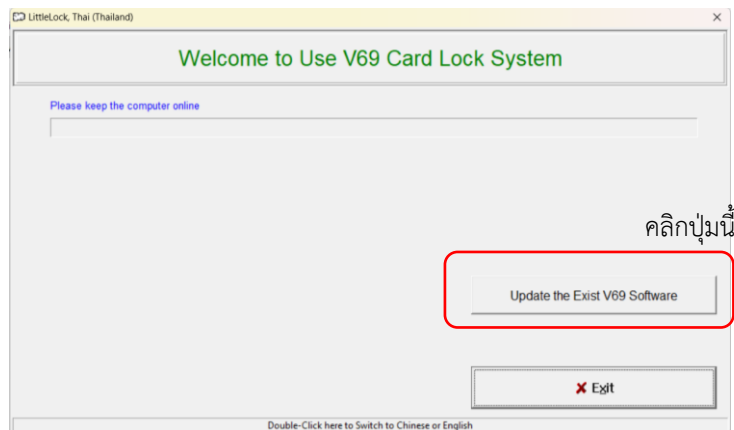 LittleLock, Thai (Thailand)
Welcome to Use V69 Card Lock System
Please keep the computer online
คลิกปุ่มนี้
Update the Exist V69 Software
Exit
Double-Click here to Switch to Chinese or English